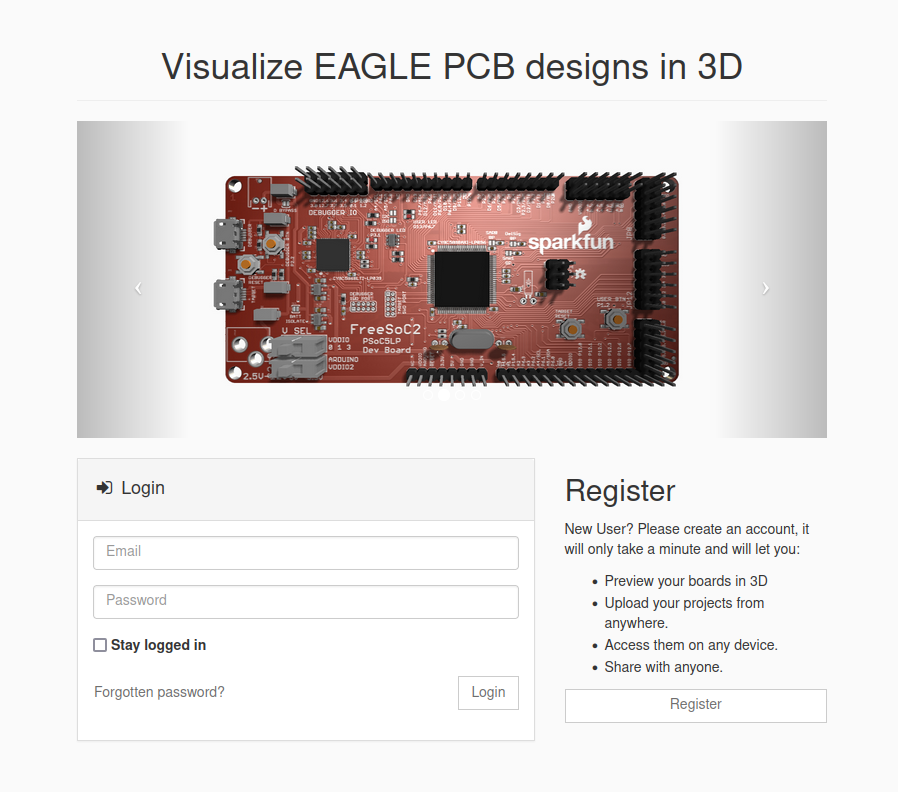 Visualize EAGLE PCB designs in 3D
DEBUGGER IO
sparkfun
FreeSoC2
PSoC5LP
Dev Board
V SEL
VDDIO
0 1 3
ARDUINO
VDDIO2
Login
Email
Password
Stay logged in
Forgotten password?
Login
Register
New User? Please create an account, it
will only take a minute and will let you:
Preview your boards in 3D
Upload your projects from
anywhere.
Access them on any device.
Share with anyone.
Register